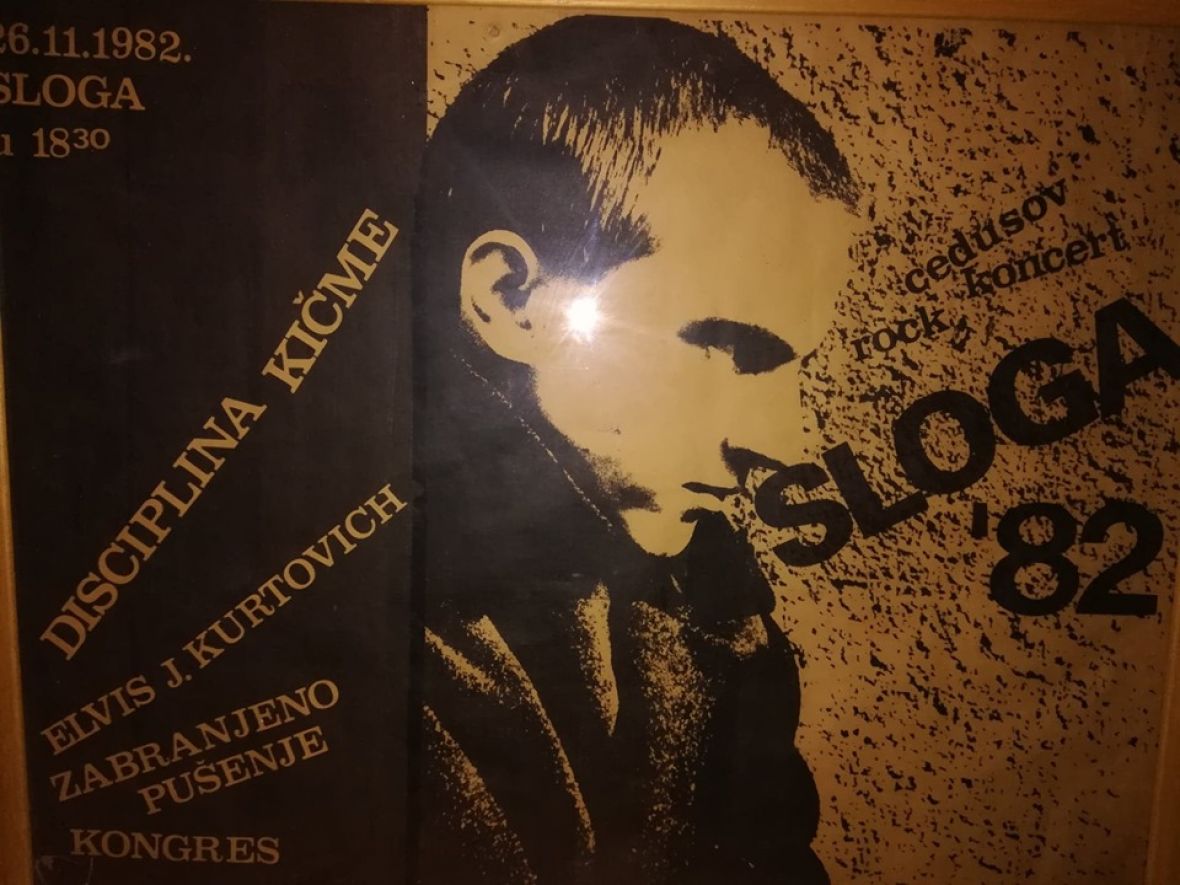 26.11.1982.
SLOGA
u 18³⁰
DISCIPLINA KIČME
ELVIS J. KURTOVICH
ZABRANJENO
PUŠENJE
KONGRES
cedusov
rock koncert
SLOGA
'82